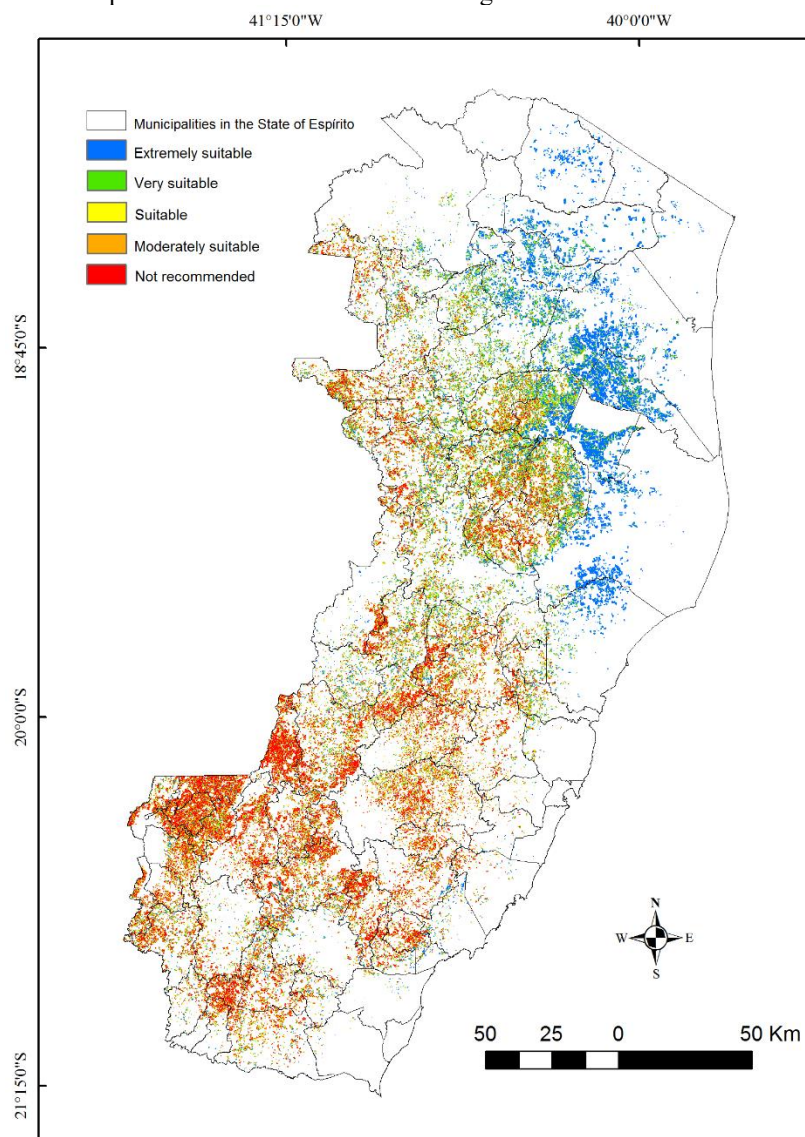 41°15'0"W 40°0'0"W
Municipalities in the State of Espírito
Extremely suitable
Very suitable
Suitable
Moderately suitable
Not recommended
18°45'0"S
20°0'0"S
21°15'0"S
N
W E
S
50 25 0 50 Km